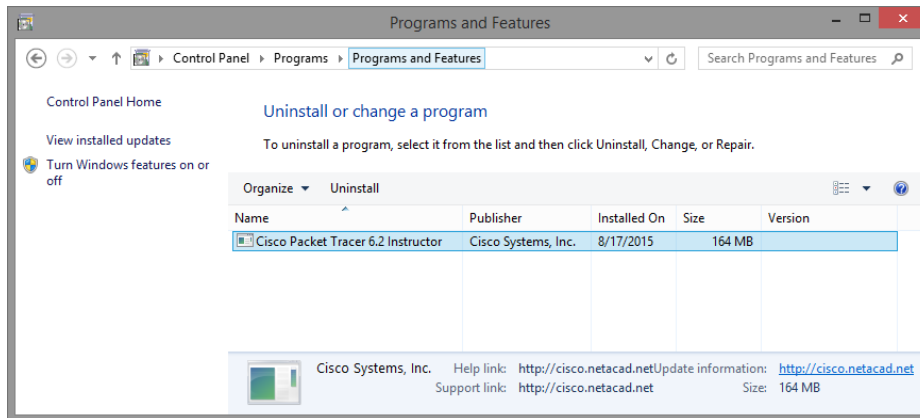 Programs and Features
Control Panel Programs Programs and Features
Search Programs and Features
Control Panel Home
View installed updates
Turn Windows features on or
off
Uninstall or change a program
To uninstall a program, select it from the list and then click Uninstall, Change, or Repair.
Organize Uninstall
Name Publisher Installed On Size Version
Cisco Packet Tracer 6.2 Instructor Cisco Systems, Inc. 8/17/2015 164 MB
Cisco Systems, Inc. Help link: http://cisco.netacad.netUpdate information: http://cisco.netacad.net
Support link: http://cisco.netacad.net Size: 164 MB